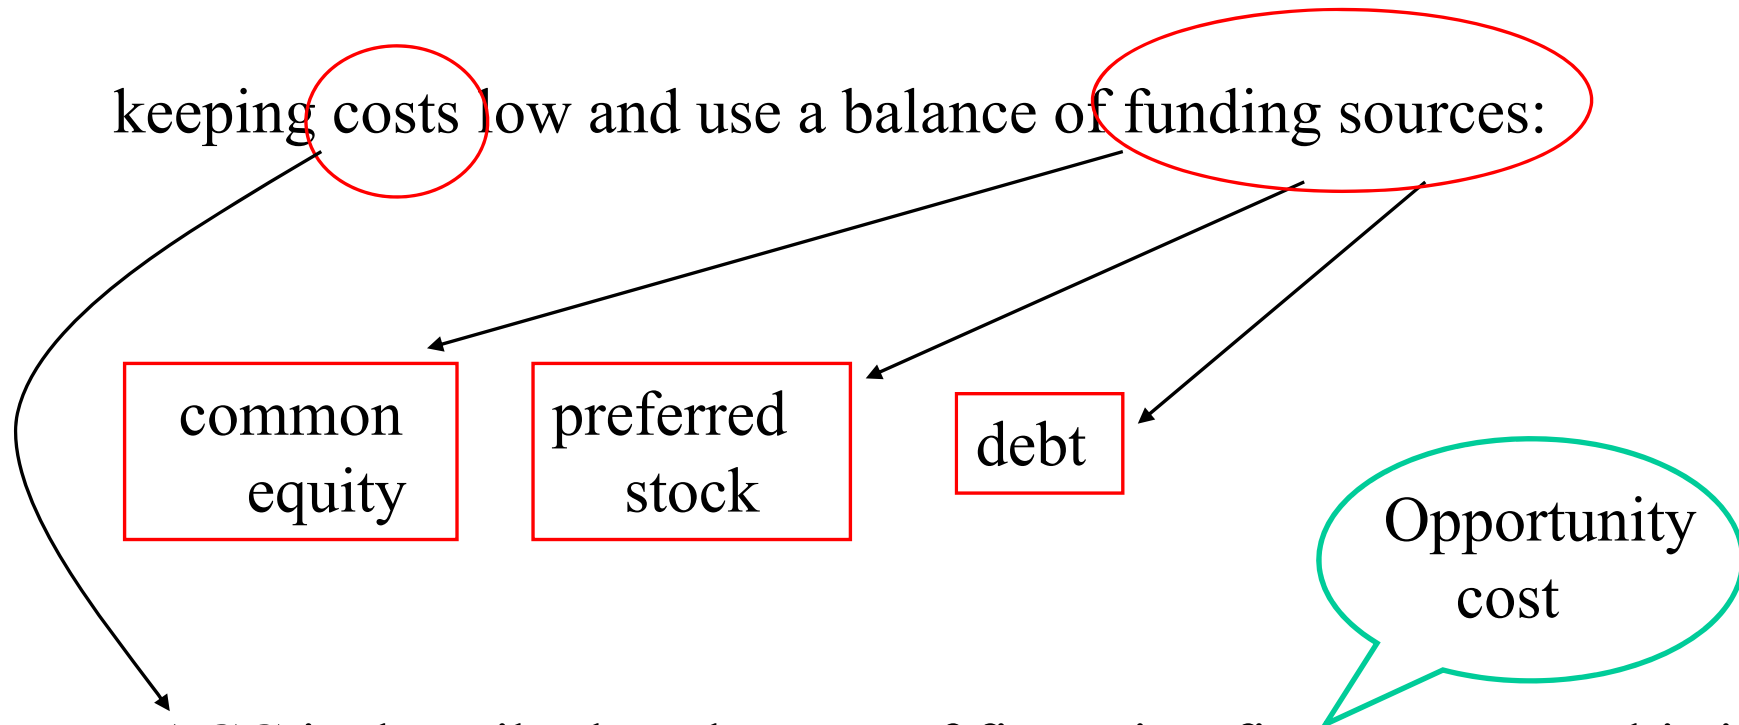 keeping costs low and use a balance of funding sources:
common
equity
preferred
stock
debt
Opportunity
cost